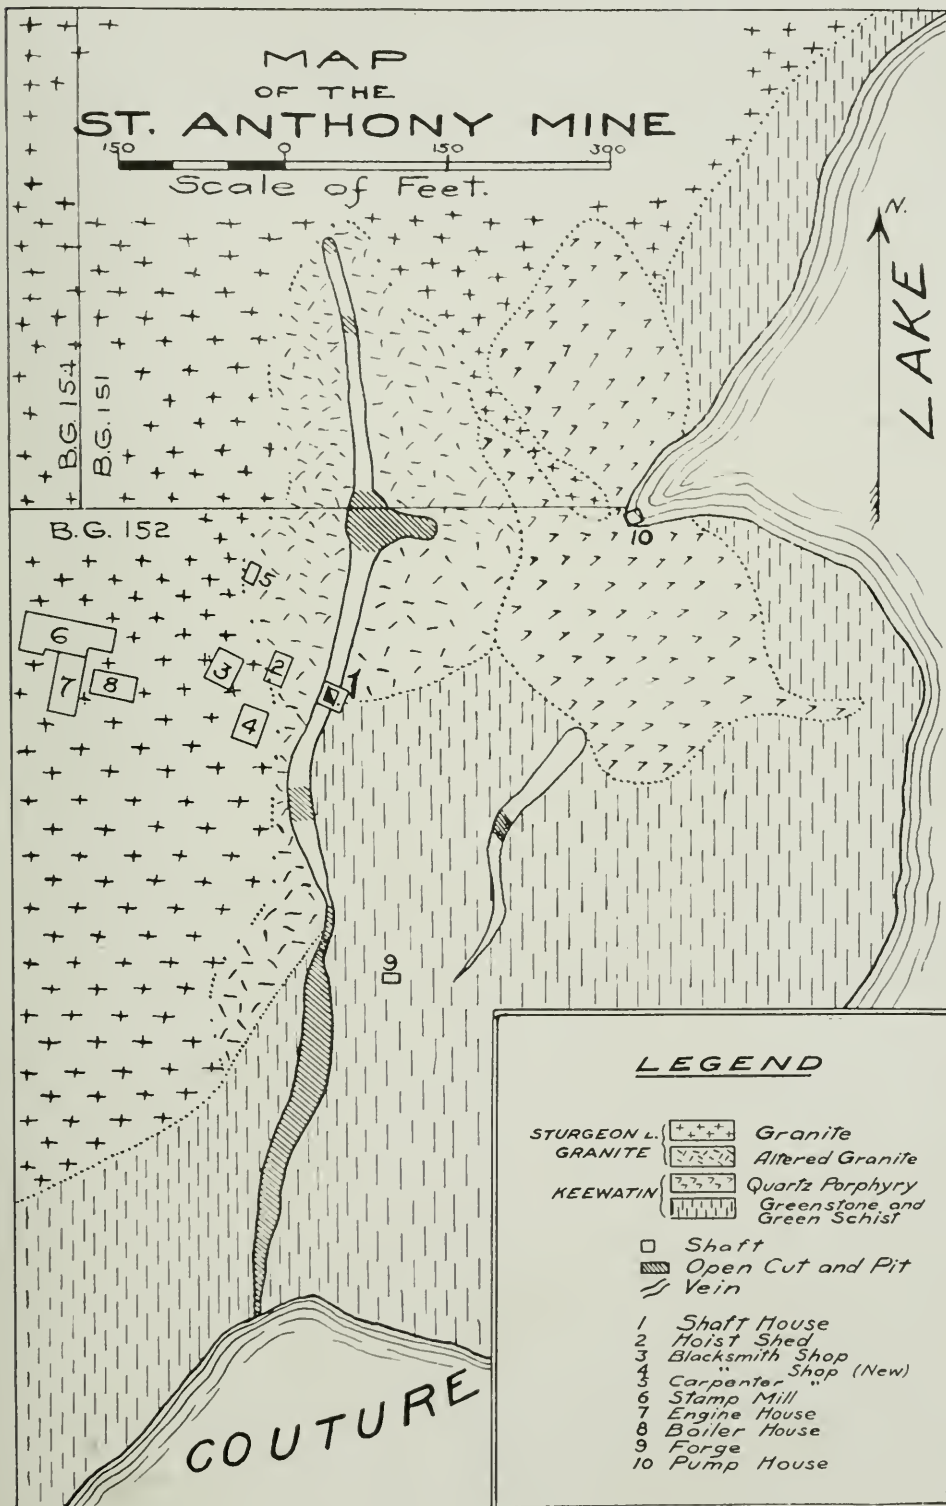 MAP
OF THE
ST. ANTHONY MINE
150 0 150 300
Scale of Feet.
N.
LAKE
B.G. 154
B.G. 151
B.G. 152
10
5
6
3
2
1
7
8
4
9
COUTURE
LEGEND
STURGEON L. GRANITE
Granite
Altered Granite
KEEWATIN
Quartz Porphyry
Greenstone and
Green Schist
Shaft
Open Cut and Pit
Vein
1 Shaft House
2 Hoist Shed
3 Blacksmith Shop
4 " Shop (New)
5 Carpenter "
6 Stamp Mill
7 Engine House
8 Boiler House
9 Forge
10 Pump House